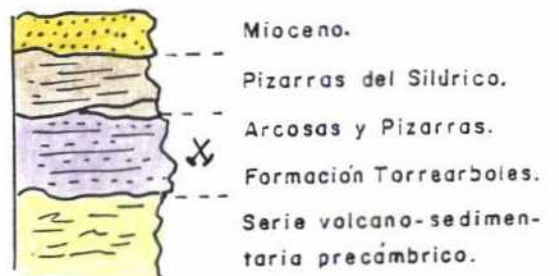 Mioceno.
Pizarras del Silúrico.
Arcosas y Pizarras.
Formación Torrearboles.
Serie volcano-sedimen-
taria precámbrico.